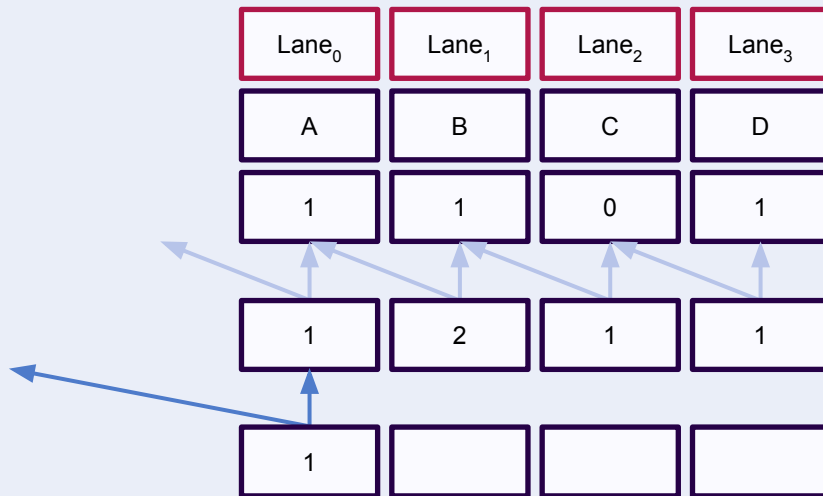 Lane₀ Lane₁ Lane₂ Lane₃
A B C D
1 1 0 1
1 2 1 1
1